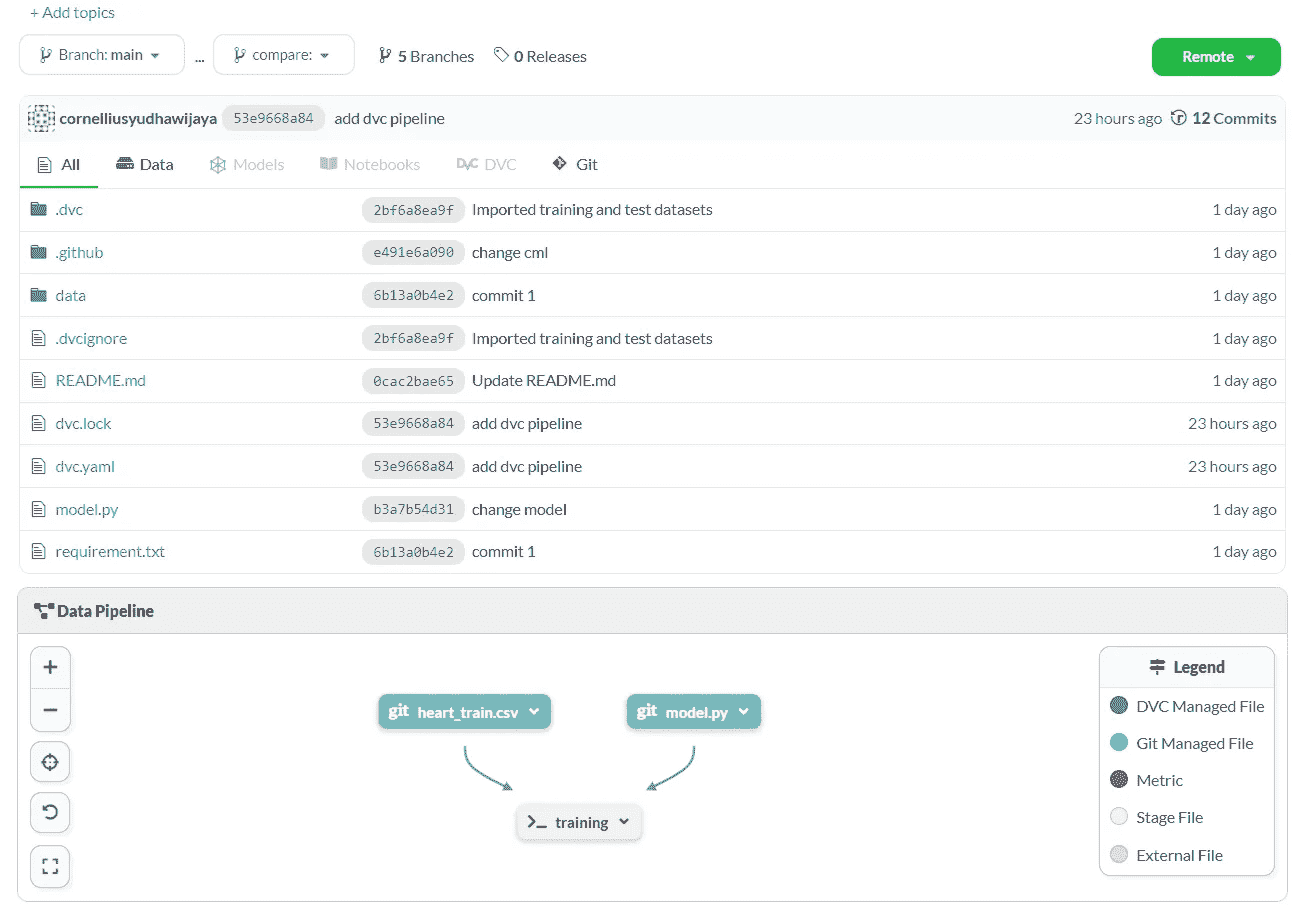 + Add topics
Branch: main ... compare: 5 Branches 0 Releases Remote
cornelliusyudhawijaya 53e9668a84 add dvc pipeline 23 hours ago 12 Commits
All Data Models Notebooks DVC DVC Git
.dvc 2bf6a8ea9f Imported training and test datasets 1 day ago
.github e491e6a090 change cml 1 day ago
data 6b13a0b4e2 commit 1 1 day ago
.dvcignore 2bf6a8ea9f Imported training and test datasets 1 day ago
README.md 0cac2bae65 Update README.md 1 day ago
dvc.lock 53e9668a84 add dvc pipeline 23 hours ago
dvc.yaml 53e9668a84 add dvc pipeline 23 hours ago
model.py b3a7b54d31 change model 1 day ago
requirement.txt 6b13a0b4e2 commit 1 1 day ago
Data Pipeline
Legend
git heart_train.csv git model.py DVC Managed File
Git Managed File
Metric
training Stage File
External File